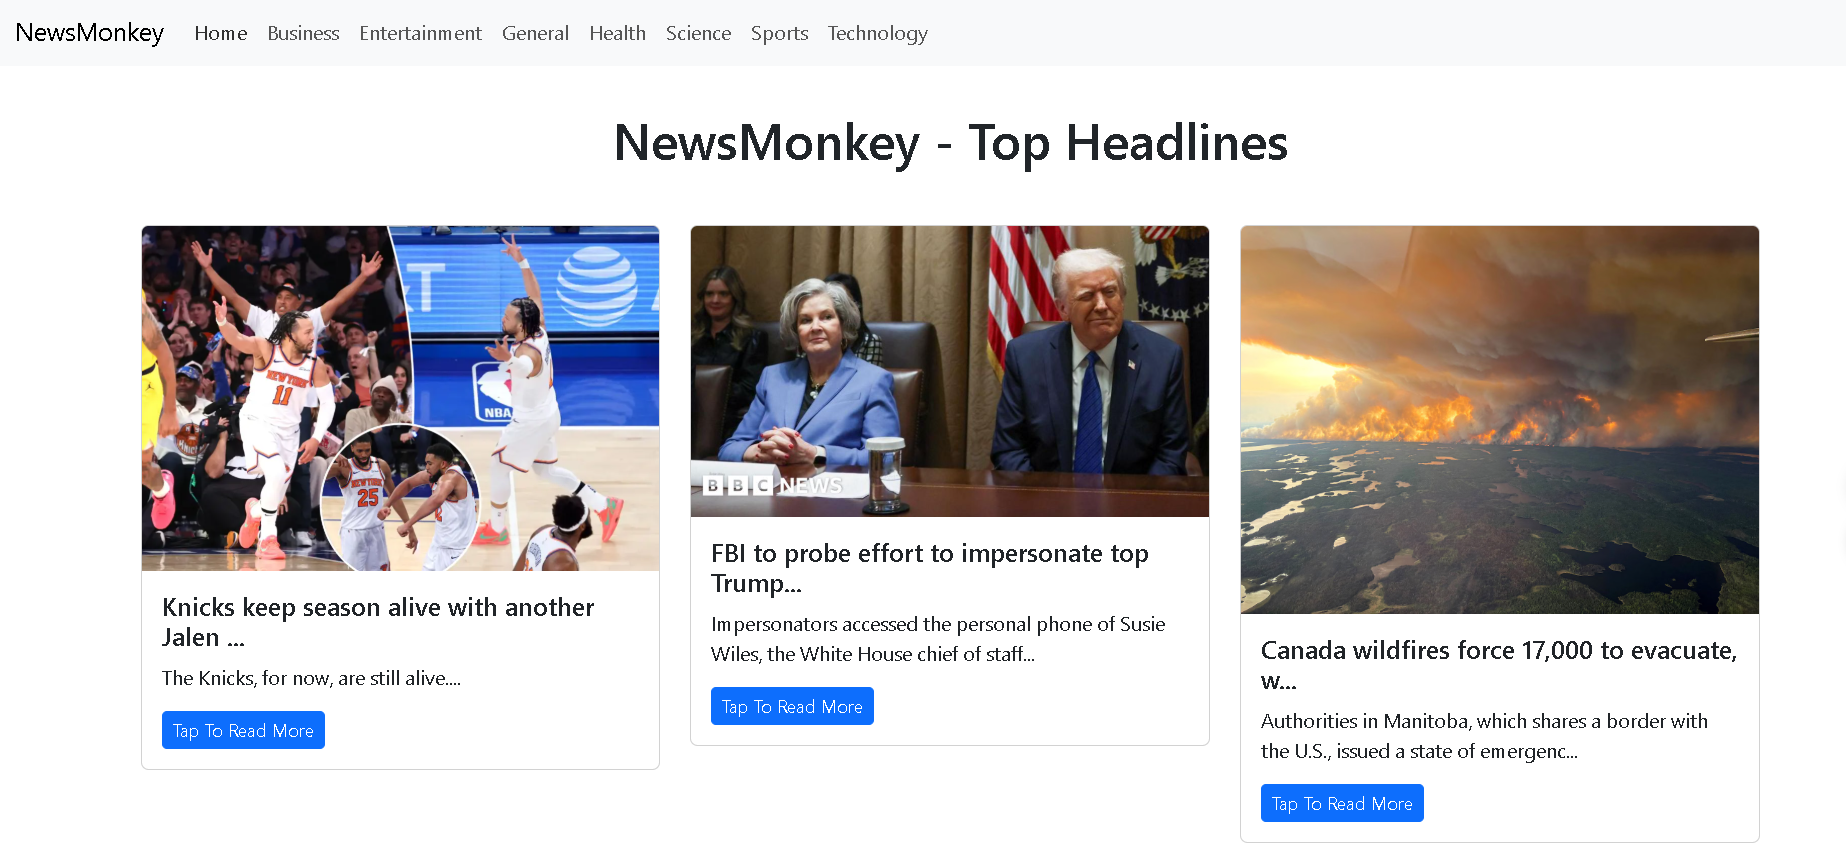 NewsMonkey Home Business Entertainment General Health Science Sports Technology
NewsMonkey - Top Headlines
T
NBA
NEW YORK
11
25
Knicks keep season alive with another
Jalen ...
The Knicks, for now, are still alive....
Tap To Read More
BBC NEWS
FBI to probe effort to impersonate top
Trump...
Impersonators accessed the personal phone of Susie
Wiles, the White House chief of staff...
Tap To Read More
Canada wildfires force 17,000 to evacuate,
w...
Authorities in Manitoba, which shares a border with
the U.S., issued a state of emergenc...
Tap To Read More